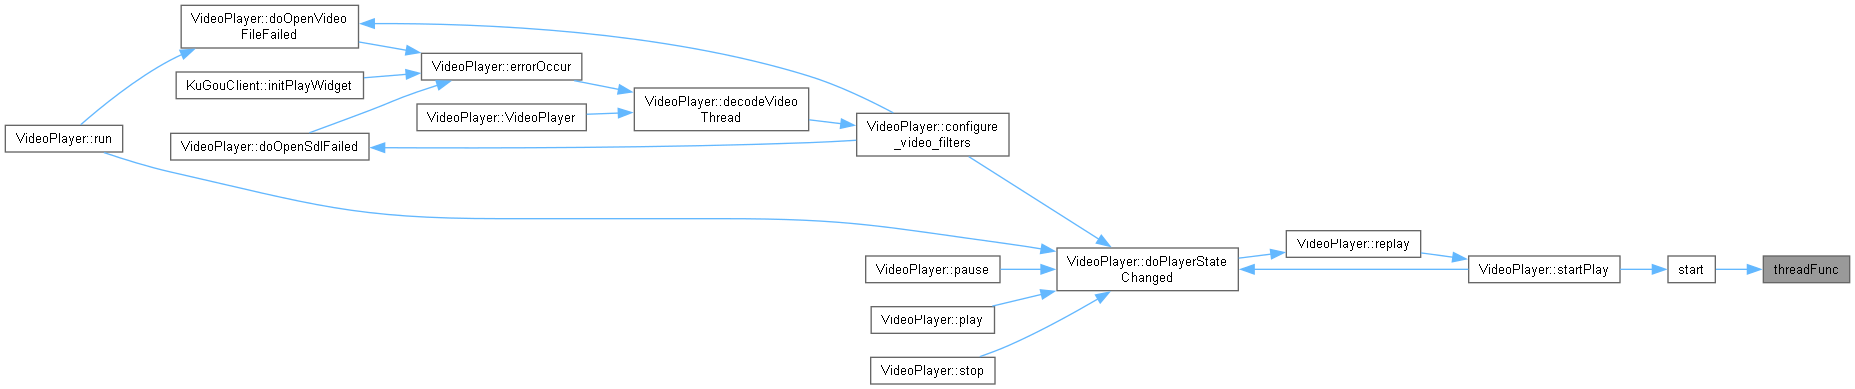 VideoPlayer::doOpenVideo
FileFailed
VideoPlayer::errorOccur
KuGouClient::initPlayWidget
VideoPlayer::decodeVideo
Thread
VideoPlayer::VideoPlayer
VideoPlayer::configure
_video_filters
VideoPlayer::run
VideoPlayer::doOpenSdlFailed
VideoPlayer::replay
VideoPlayer::doPlayerState
Changed
VideoPlayer::pause
VideoPlayer::startPlay
start
threadFunc
VideoPlayer::play
VideoPlayer::stop